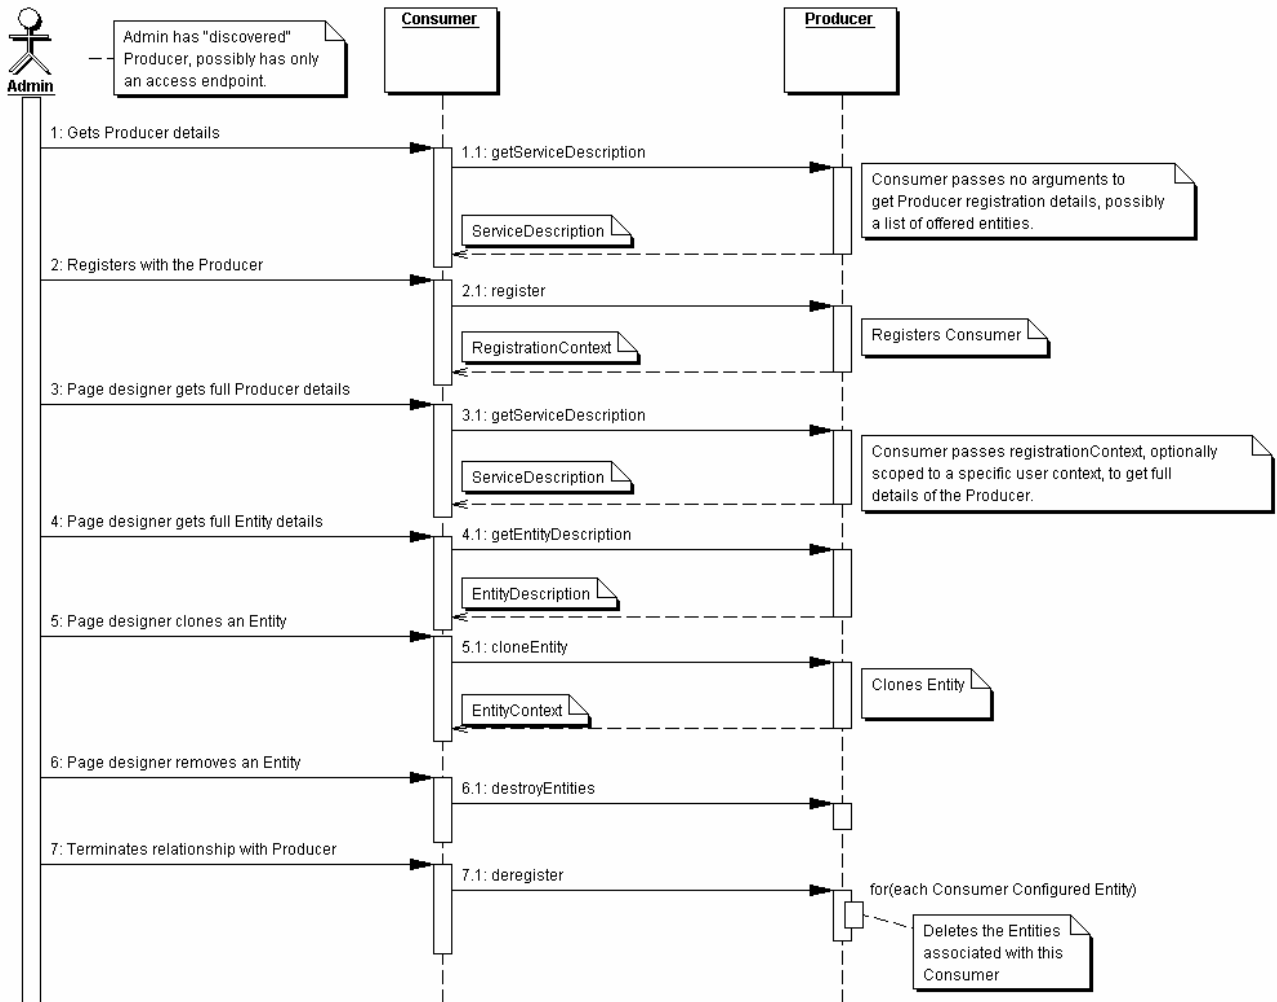 Consumer
Producer
Admin has "discovered"
Producer, possibly has only
an access endpoint.
Admin
1: Gets Producer details
1.1: getServiceDescription
Consumer passes no arguments to
get Producer registration details, possibly
a list of offered entities.
ServiceDescription
2: Registers with the Producer
2.1: register
Registers Consumer
RegistrationContext
3: Page designer gets full Producer details
3.1: getServiceDescription
Consumer passes registrationContext, optionally
scoped to a specific user context, to get full
details of the Producer.
ServiceDescription
4: Page designer gets full Entity details
4.1: getEntityDescription
EntityDescription
5: Page designer clones an Entity
5.1: cloneEntity
Clones Entity
EntityContext
6: Page designer removes an Entity
6.1: destroyEntities
7: Terminates relationship with Producer
7.1: deregister
for(each Consumer Configured Entity)
Deletes the Entities
associated with this
Consumer